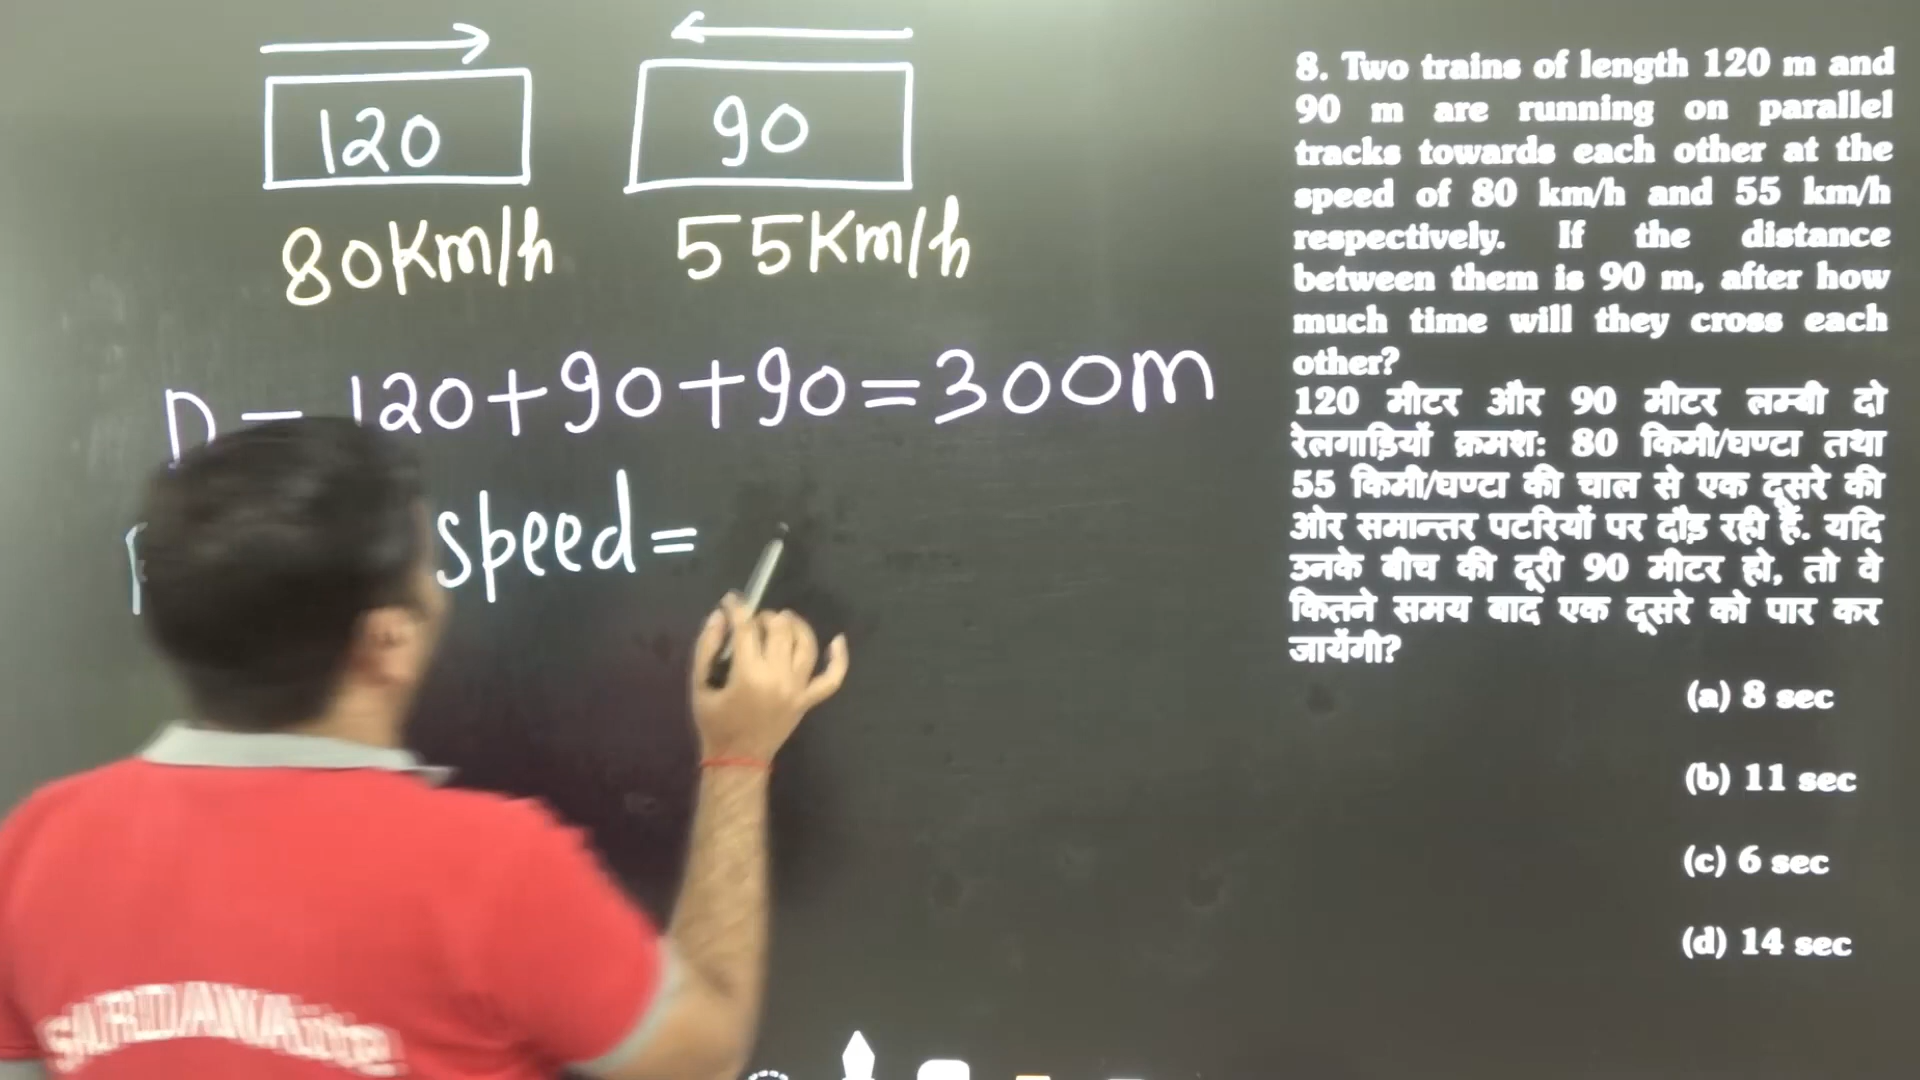 120
90
80Km/h
55Km/h
D = 120+90+90=300m
speed=
8. Two trains of length 120 m and
90 m are running on parallel
tracks towards each other at the
speed of 80 km/h and 55 km/h
respectively. If the distance
between them is 90 m, after how
much time will they cross each
other?
120 मीटर और 90 मीटर लम्बी दो
रेलगाड़ियाँ क्रमशः 80 किमी/घण्टा तथा
55 किमी/घण्टा की चाल से एक दूसरे की
ओर समान्तर पटरियों पर दौड़ रही हैं. यदि
उनके बीच की दूरी 90 मीटर हो, तो वे
कितने समय बाद एक दूसरे को पार कर
जायेंगी?
(a) 8 sec
(b) 11 sec
(c) 6 sec
(d) 14 sec